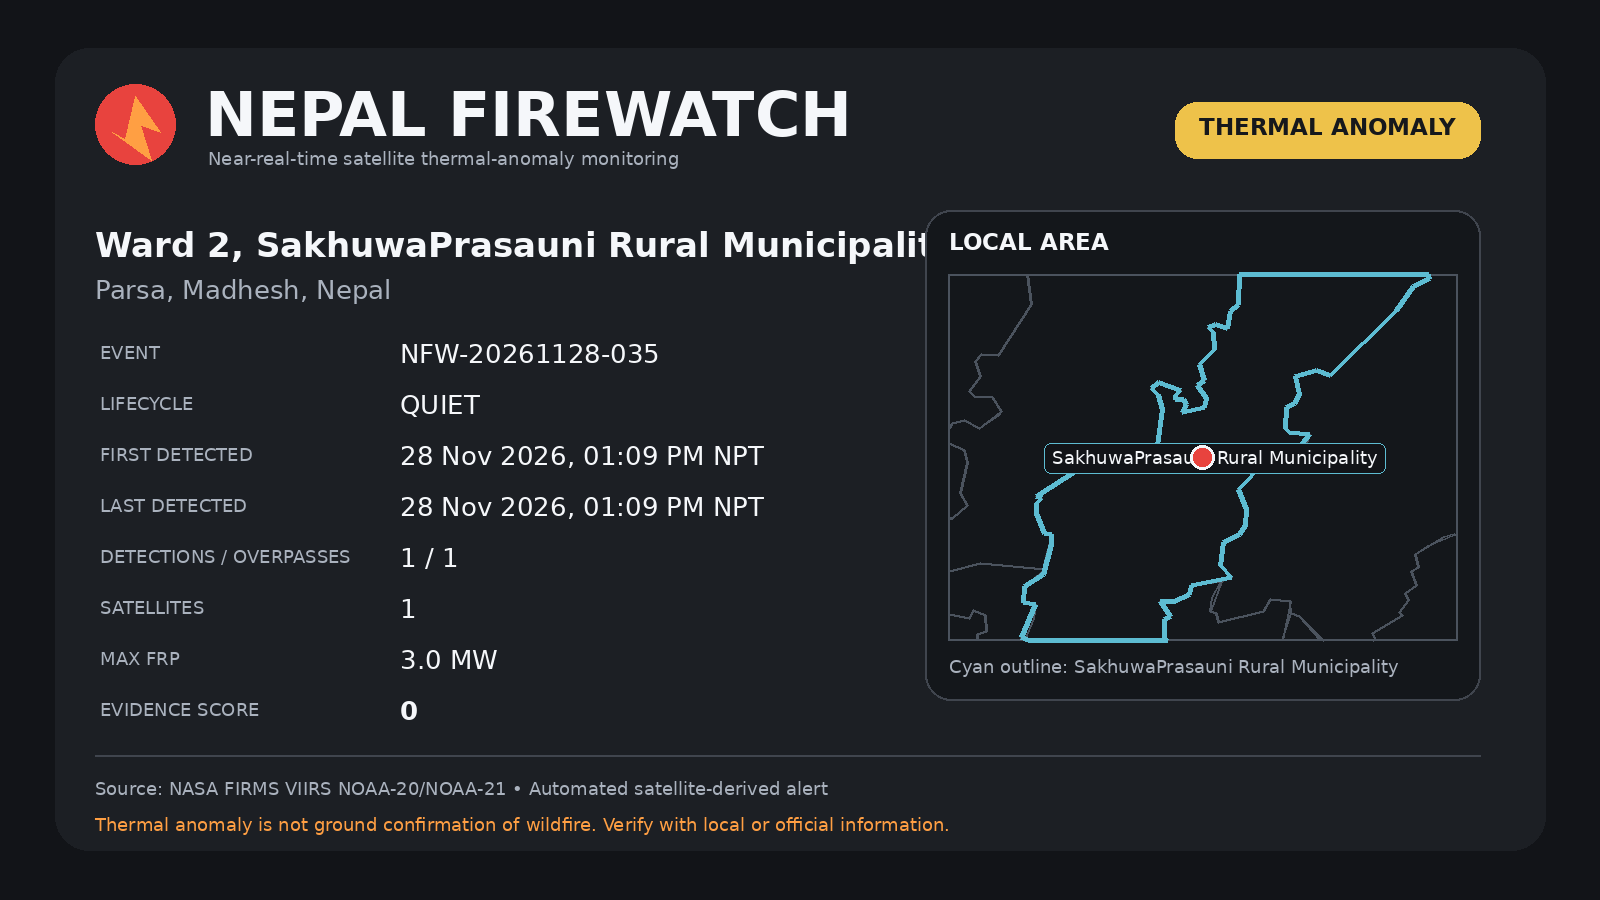 NEPAL FIREWATCH
Near-real-time satellite thermal-anomaly monitoring
THERMAL ANOMALY
Ward 2, SakhuwaPrasauni Rural Municipalit
Parsa, Madhesh, Nepal
EVENT NFW-20261128-035
LIFECYCLE QUIET
FIRST DETECTED 28 Nov 2026, 01:09 PM NPT
LAST DETECTED 28 Nov 2026, 01:09 PM NPT
DETECTIONS / OVERPASSES 1 / 1
SATELLITES 1
MAX FRP 3.0 MW
EVIDENCE SCORE 0
LOCAL AREA
SakhuwaPrasau Rural Municipality
Cyan outline: SakhuwaPrasauni Rural Municipality
Source: NASA FIRMS VIIRS NOAA-20/NOAA-21 • Automated satellite-derived alert
Thermal anomaly is not ground confirmation of wildfire. Verify with local or official information.